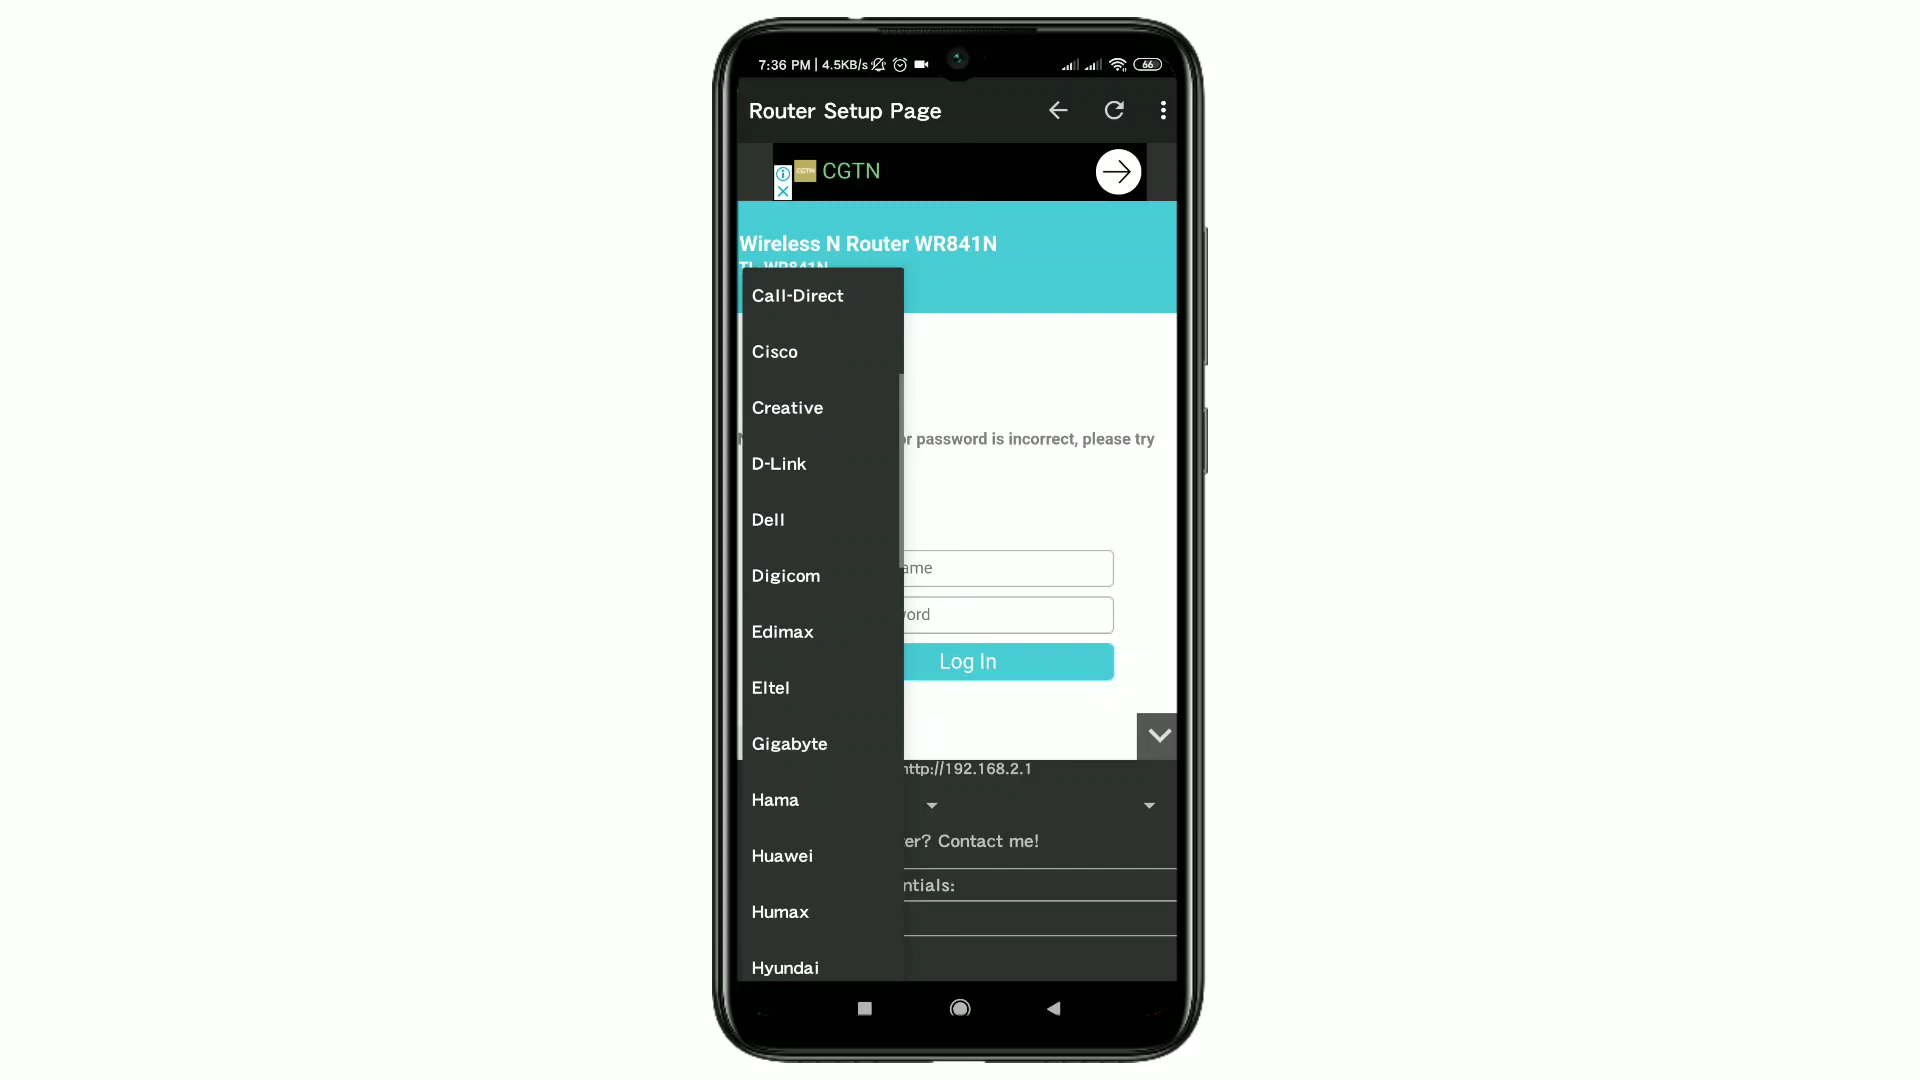 7:36 PM | 4.5KB/s
66
Router Setup Page
CGTN
CGTN
Wireless N Router WR841N
TL-WR841N
Call-Direct
Cisco
Creative
or password is incorrect, please try
D-Link
Dell
Digicom
ame
Edimax
word
Log In
Eltel
Gigabyte
http://192.168.2.1
Hama
er? Contact me!
Huawei
ntials:
Humax
Hyundai